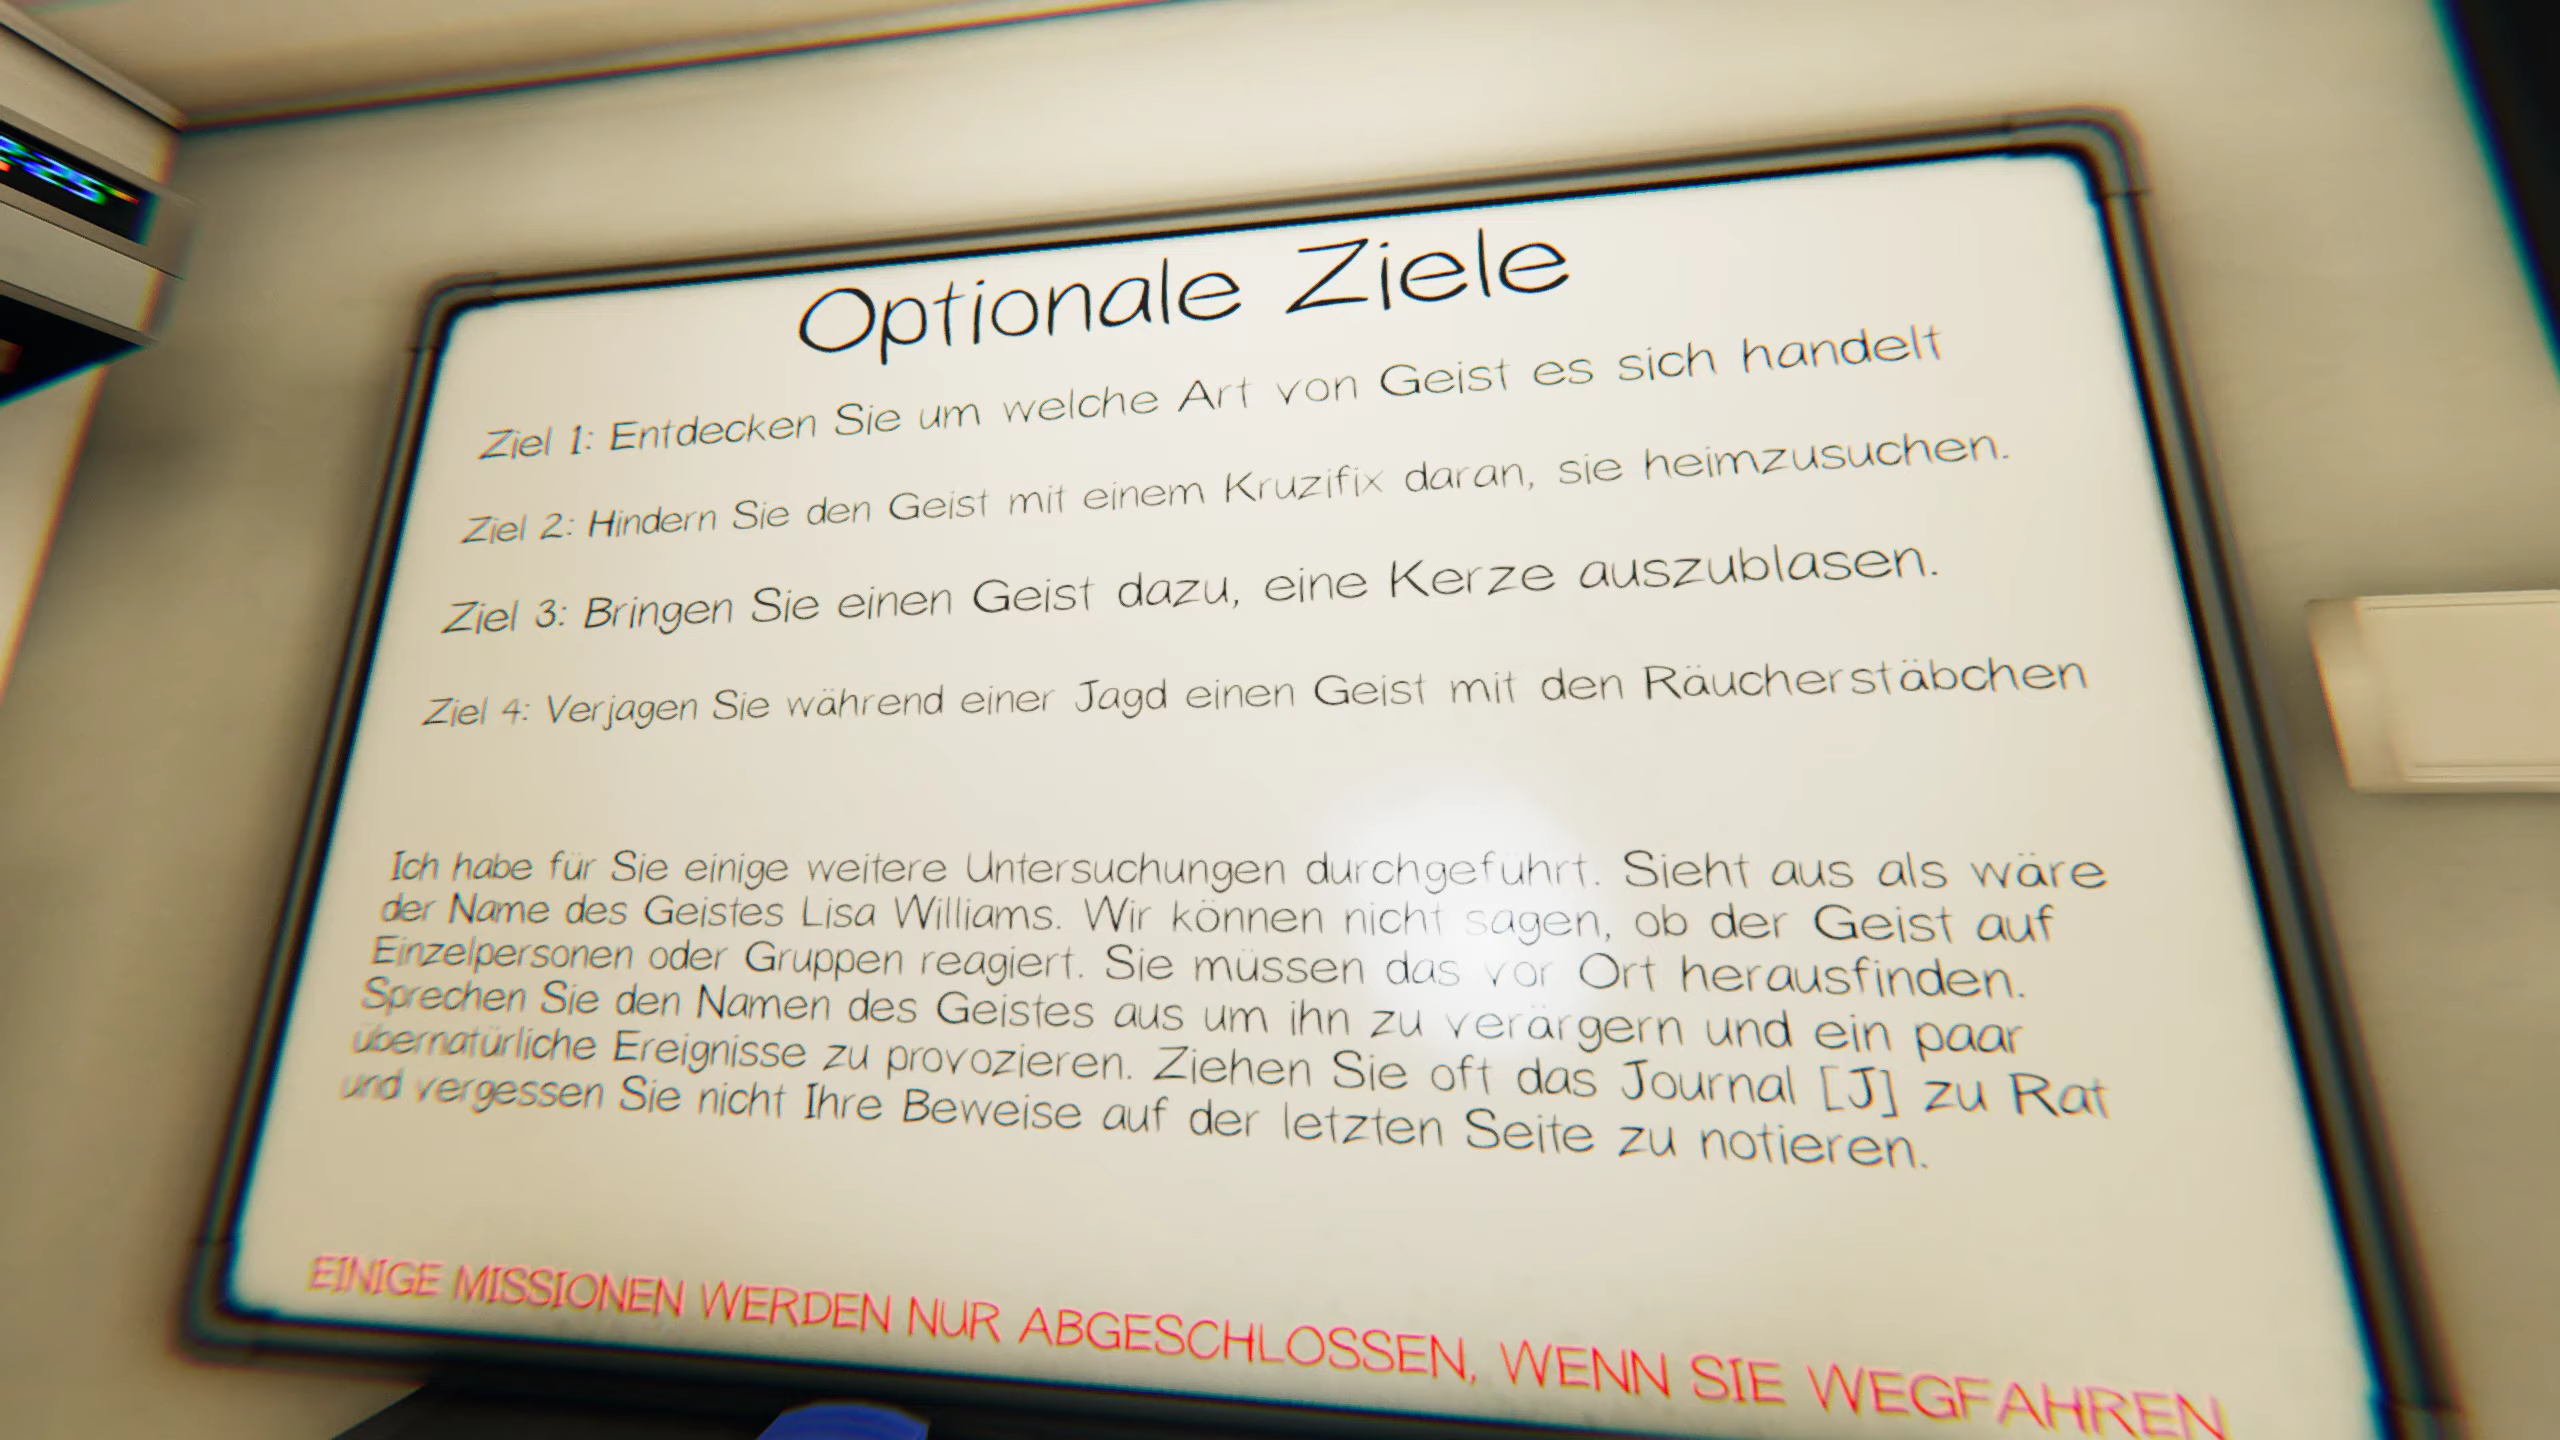 Optionale Ziele
Ziel 1: Entdecken Sie um welche Art von Geist es sich handelt
Ziel 2: Hindern Sie den Geist mit einem Kruzifix daran, sie heimzusuchen.
Ziel 3: Bringen Sie einen Geist dazu, eine Kerze auszublasen.
Ziel 4: Verjagen Sie während einer Jagd einen Geist mit den Räucherstäbchen
Ich habe für Sie einige weitere Untersuchungen durchgeführt. Sieht aus als wäre
der Name des Geistes Lisa Williams. Wir können nicht sagen, ob der Geist auf
Einzelpersonen oder Gruppen reagiert. Sie müssen das vor Ort herausfinden.
Sprechen Sie den Namen des Geistes aus um ihn zu verärgern und ein paar
übernatürliche Ereignisse zu provozieren. Ziehen Sie oft das Journal [J] zu Rat
und vergessen Sie nicht Ihre Beweise auf der letzten Seite zu notieren.
EINIGE MISSIONEN WERDEN NUR ABGESCHLOSSEN, WENN SIE WEGFAHREN